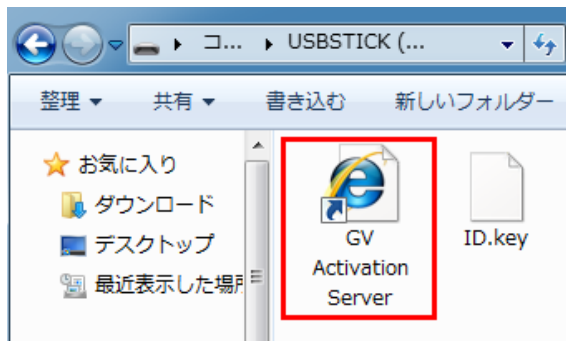 コ... USBSTICK (...
整理 共有 書き込む 新しいフォルダー
お気に入り
ダウンロード
デスクトップ
最近表示した場所
GV
Activation
Server
ID.key